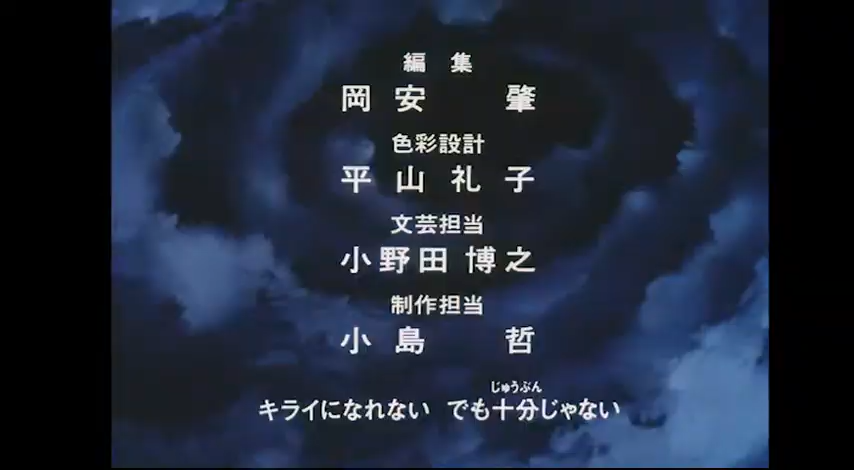 編集
岡安 肇
色彩設計
平山礼子
文芸担当
小野田博之
制作担当
小島 哲
じゅうぶん
キライになれない でも十分じゃない